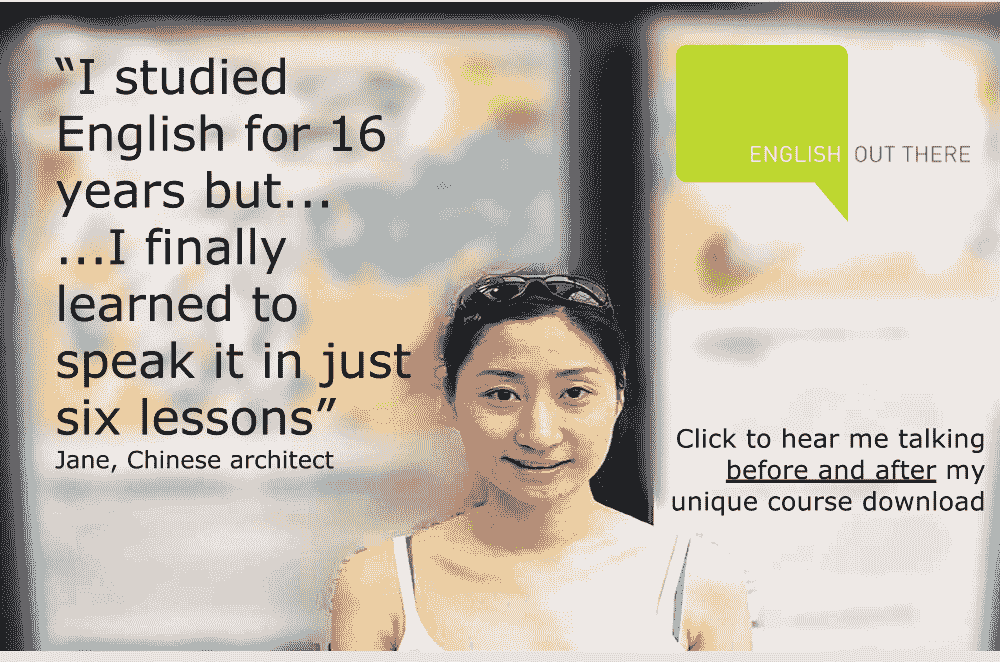 “I studied
English for 16
years but...
...I finally
learned to
speak it in just
six lessons”
Jane, Chinese architect
ENGLISH OUT THERE
Click to hear me talking
before and after my
unique course download